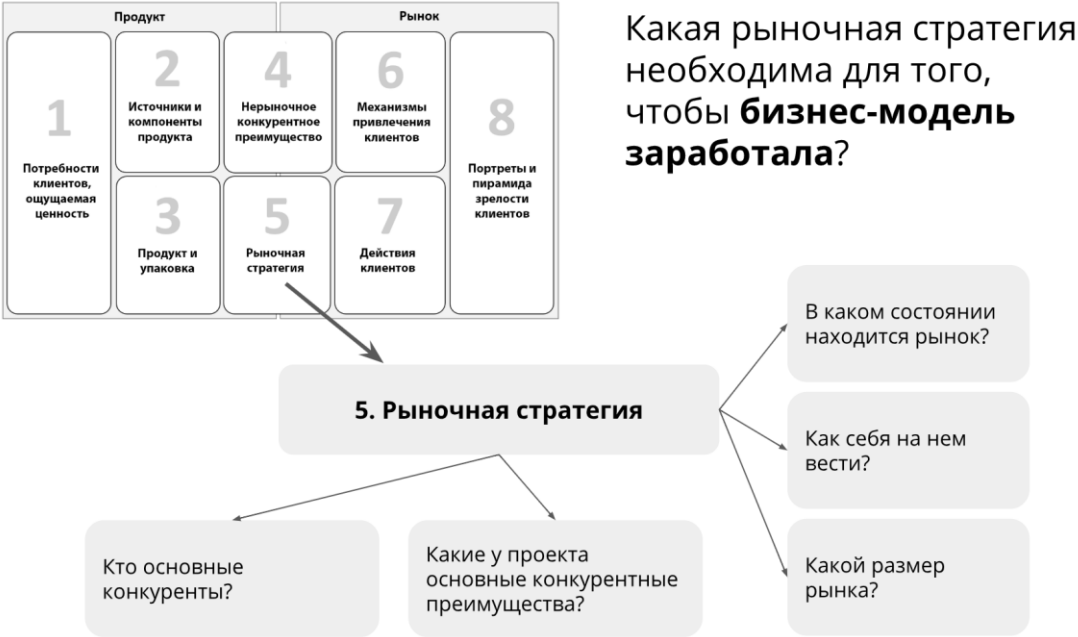 Продукт
Рынок
1
Потребности
клиентов,
ощущаемая
ценность
2
Источники и
компоненты
продукта
3
Продукт и
упаковка
4
Нерыночное
конкурентное
преимущество
5
Рыночная
стратегия
6
Механизмы
привлечения
клиентов
7
Действия
клиентов
8
Портреты и
пирамида
зрелости
клиентов
Какая рыночная стратегия
необходима для того,
чтобы бизнес-модель
заработала?
5. Рыночная стратегия
Кто основные
конкуренты?
Какие у проекта
основные конкурентные
преимущества?
В каком состоянии
находится рынок?
Как себя на нем
вести?
Какой размер
рынка?